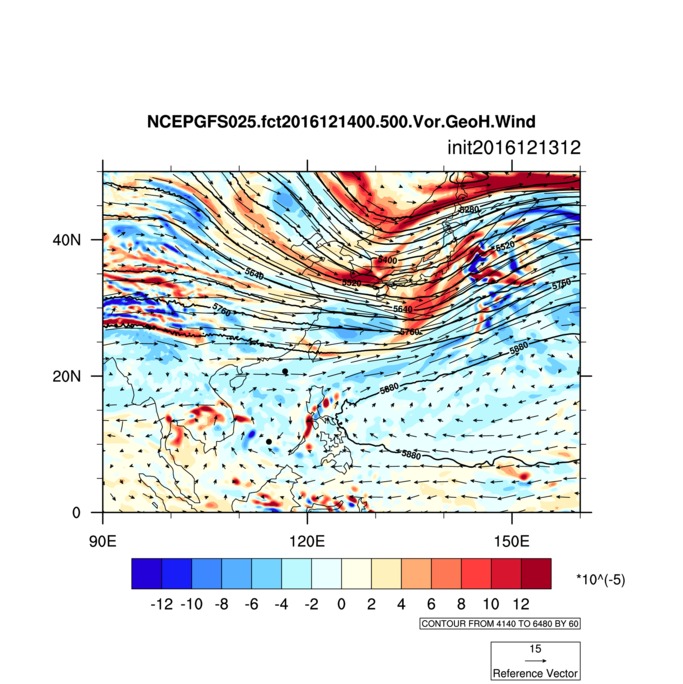 NCEPGFS025.fct2016121400.500.Vor.GeoH.Wind
init2016121312
5280
40N
5520
5400
5640
5520
5760
5760
5640
5760
5880
20N
5880
5880
0
90E 120E 150E
-12 -10 -8 -6 -4 -2 0 2 4 6 8 10 12
*10^(-5)
CONTOUR FROM 4140 TO 6480 BY 60
15
Reference Vector